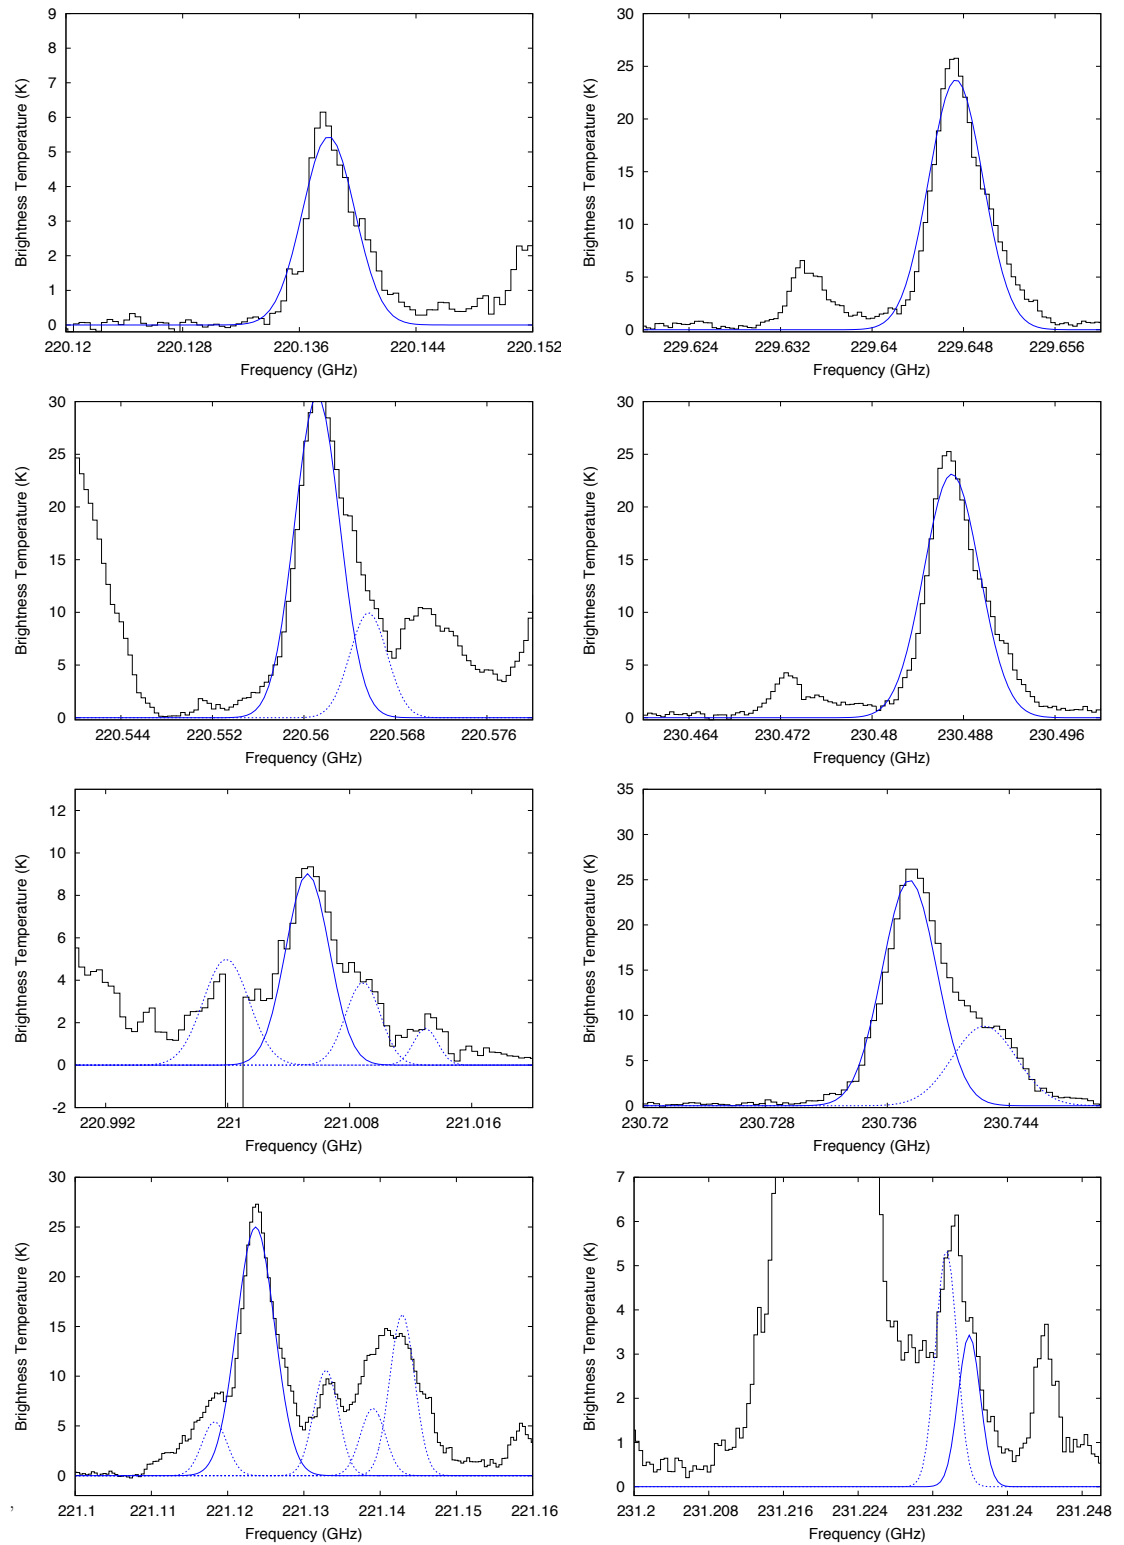 9
8
7
6
5
4
3
2
1
0
Brightness Temperature (K)
220.12 220.128 220.136 220.144 220.152
Frequency (GHz)
30
25
20
15
10
5
0
Brightness Temperature (K)
229.624 229.632 229.64 229.648 229.656
Frequency (GHz)
30
25
20
15
10
5
0
Brightness Temperature (K)
220.544 220.552 220.56 220.568 220.576
Frequency (GHz)
30
25
20
15
10
5
0
Brightness Temperature (K)
230.464 230.472 230.48 230.488 230.496
Frequency (GHz)
12
10
8
6
4
2
0
-2
Brightness Temperature (K)
220.992 221 221.008 221.016
Frequency (GHz)
35
30
25
20
15
10
5
0
Brightness Temperature (K)
230.72 230.728 230.736 230.744
Frequency (GHz)
30
25
20
15
10
5
0
Brightness Temperature (K)
221.1 221.11 221.12 221.13 221.14 221.15 221.16
Frequency (GHz)
7
6
5
4
3
2
1
0
Brightness Temperature (K)
231.2 231.208 231.216 231.224 231.232 231.24 231.248
Frequency (GHz)
,